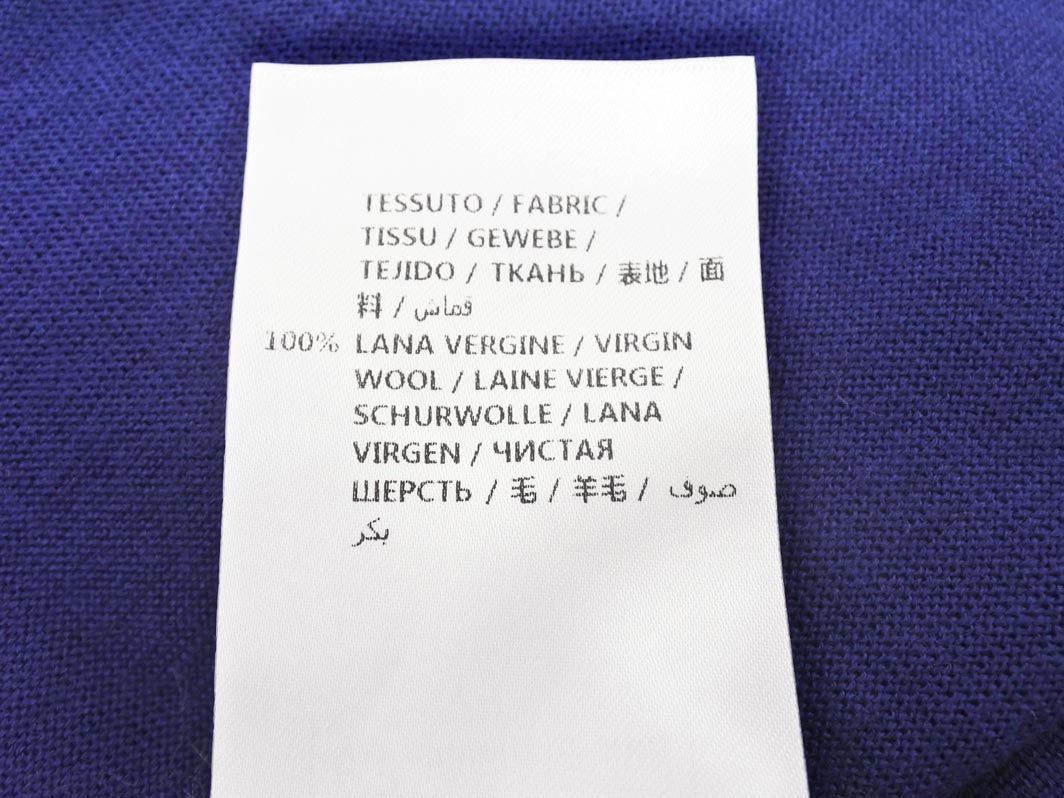 TESSUTO / FABRIC /
TISSU / GEWEBE /
TEJIDO / ТКАНЬ / 表地 / 面
料 / قماش
100% LANA VERGINE / VIRGIN
WOOL / LAINE VIERGE /
SCHURWOLLE / LANA
VIRGEN / ЧИСТАЯ
ШЕРСТЬ / 毛 / 羊毛 / صوف
بكر